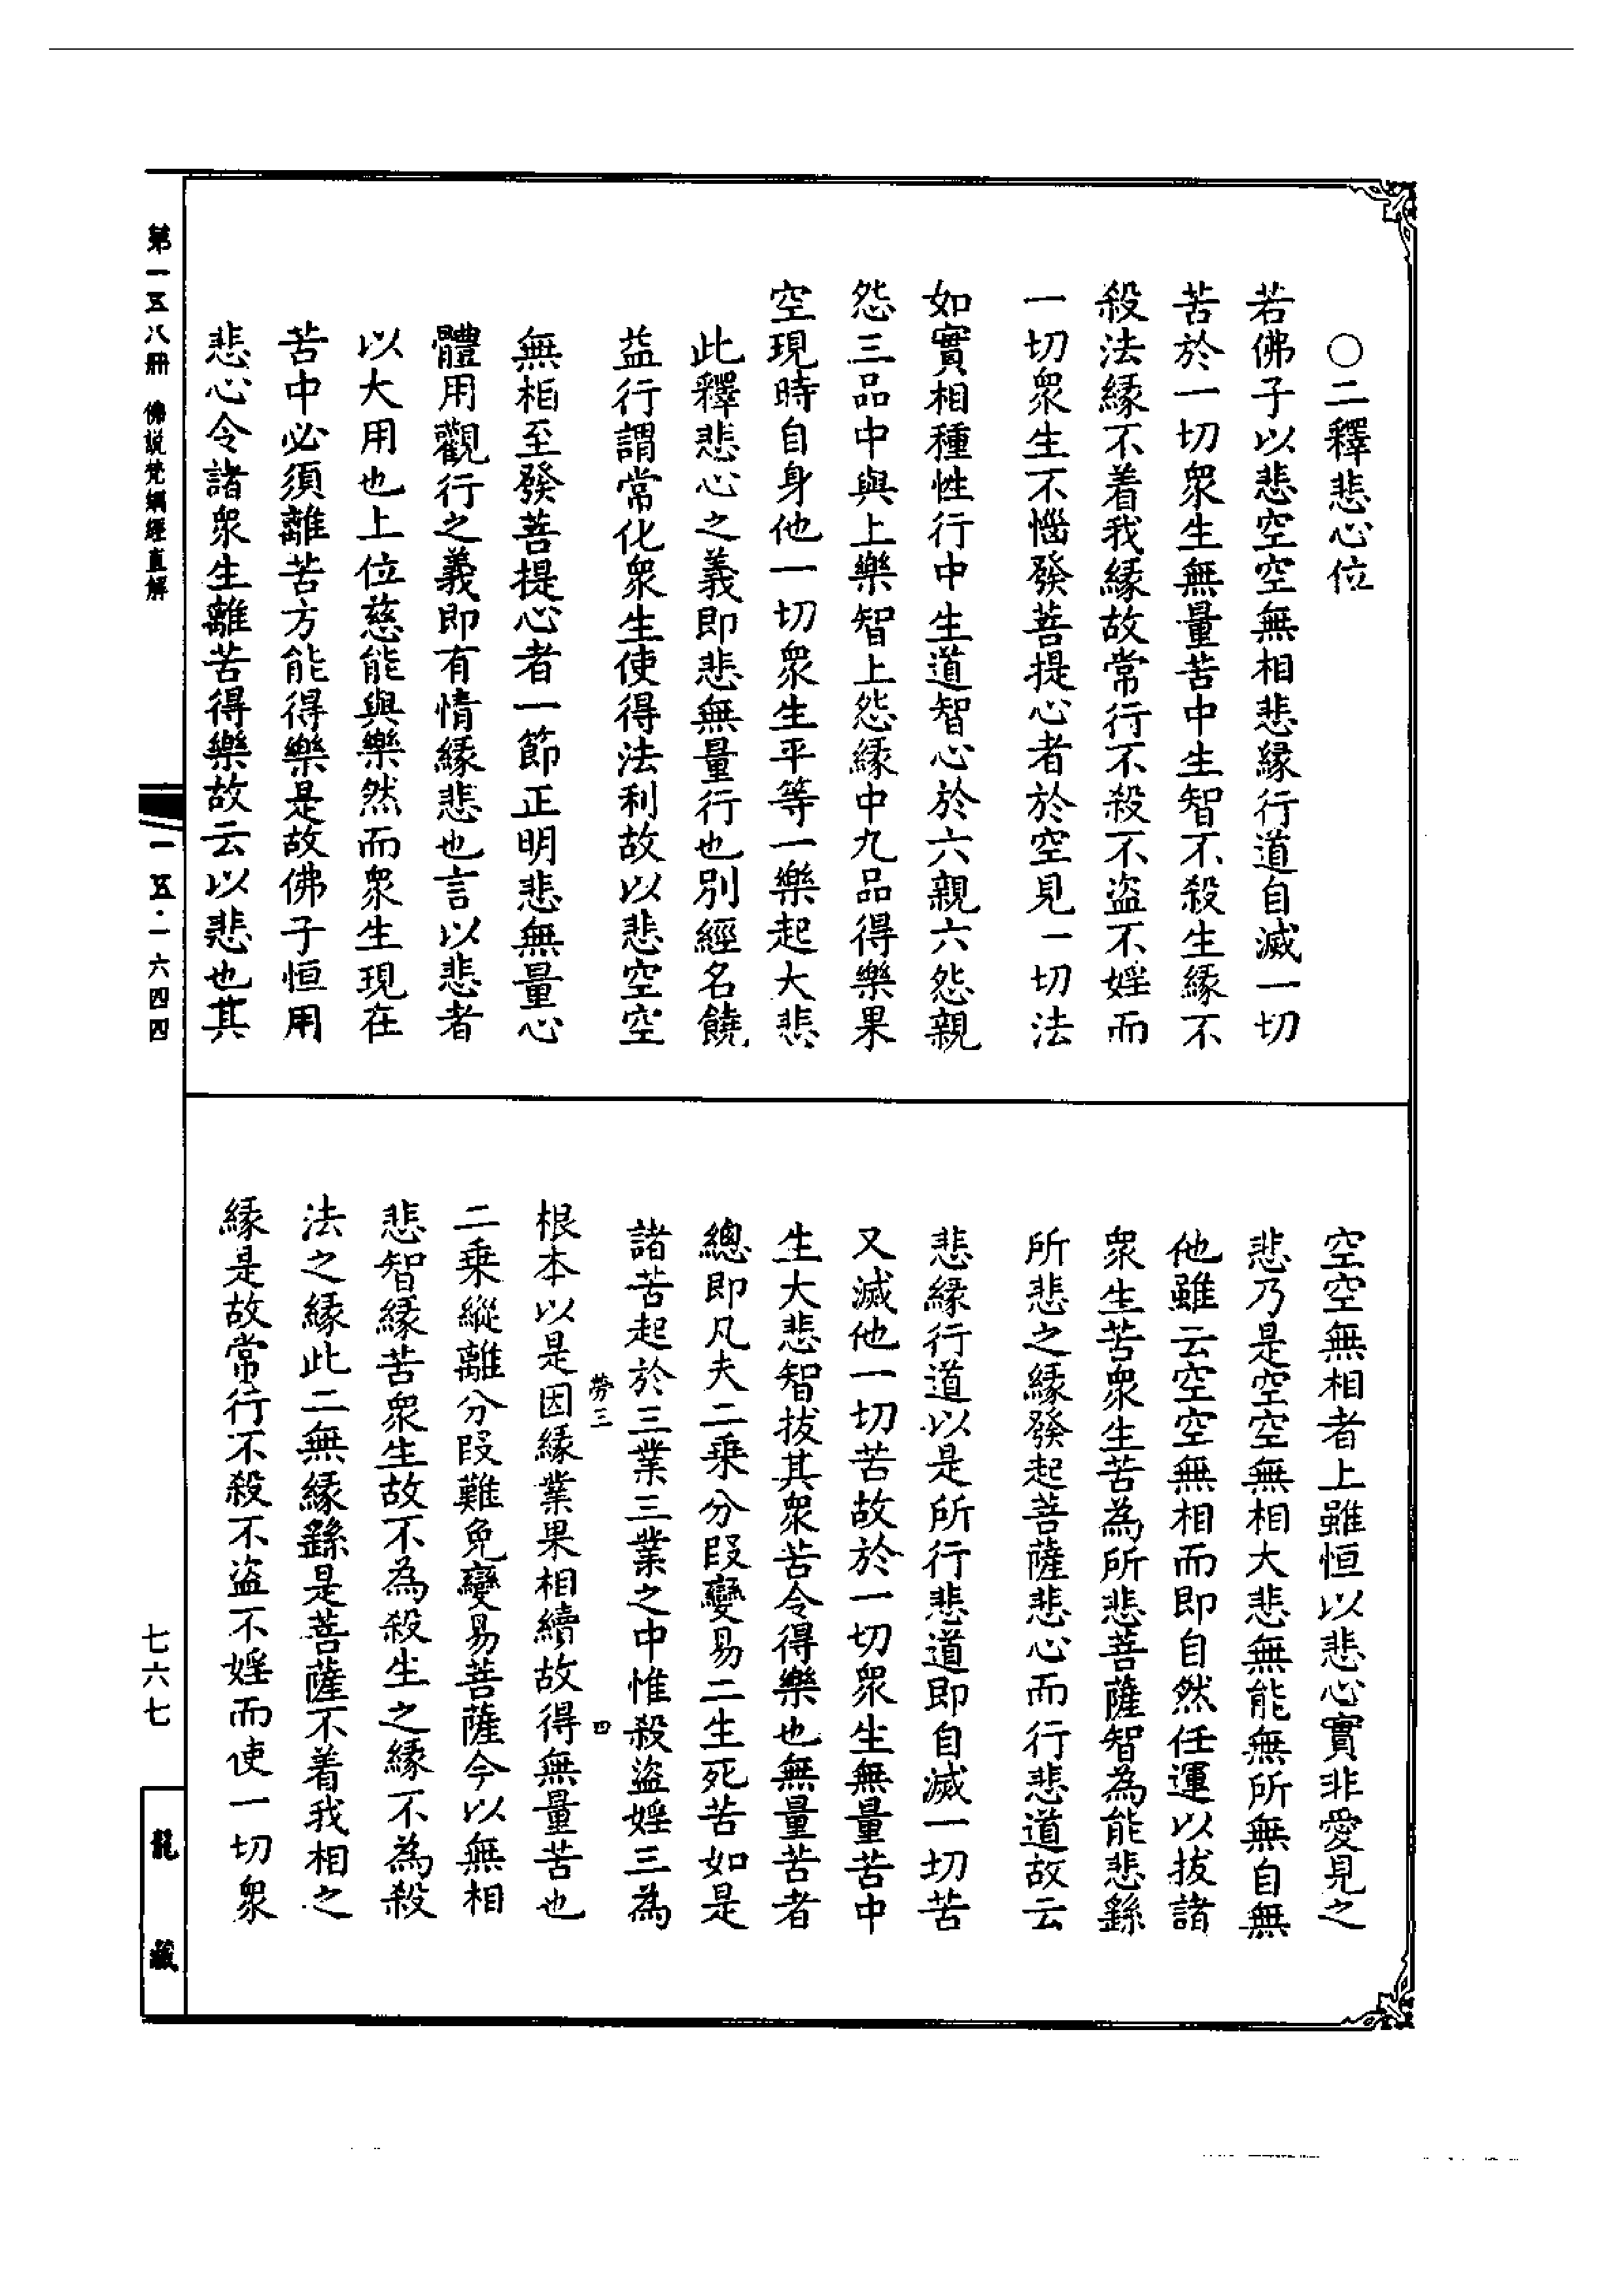 ○二釋悲心位
若佛子以悲空空無相悲縁行道自滅一切
苦於一切衆生無量苦中生智不殺生縁不
殺法縁不着我縁故常行不殺不盜不婬而
一切衆生不惱發菩提心者於空見一切法
如實相種性行中生道智心於六親六怨親
怨三品中與上樂智上怨縁中九品得樂果
空現時自身他一切衆生平等一樂起大悲
此釋悲心之義即悲無量行也別經名饒
益行謂常化衆生使得法利故以悲空空
無相至發菩提心者一節正明悲無量心
體用觀行之義即有情縁悲也言以悲者
以大用也上位慈能與樂然而衆生現在
苦中必須離苦方能得樂是故佛子恒用
悲心令諸衆生離苦得樂故云以悲也其
空空無相者上雖恒以悲心實非愛見之
悲乃是空空無相大悲無能無所無自無
他雖云空空無相而即自然任運以拔諸
衆生苦衆生苦為所悲菩薩智為能悲繇
所悲之縁發起菩薩悲心而行悲道故云
悲縁行道以是所行悲道即自滅一切苦
又滅他一切苦故於一切衆生無量苦中
生大悲智拔其衆苦令得樂也無量苦者
總即凡夫二乗分段變易二生死苦如是
諸苦起於三業三業之中惟殺盜婬三為
勞三 四
根本以是因縁業果相續故得無量苦也
二乗縱離分段難免變易菩薩今以無相
悲智縁苦衆生故不為殺生之縁不為殺
法之縁此二無縁繇是菩薩不着我相之
縁是故常行不殺不盜不婬而使一切衆
第一五八冊 佛説梵網經直解
一五·一六四四
七六七
龍藏